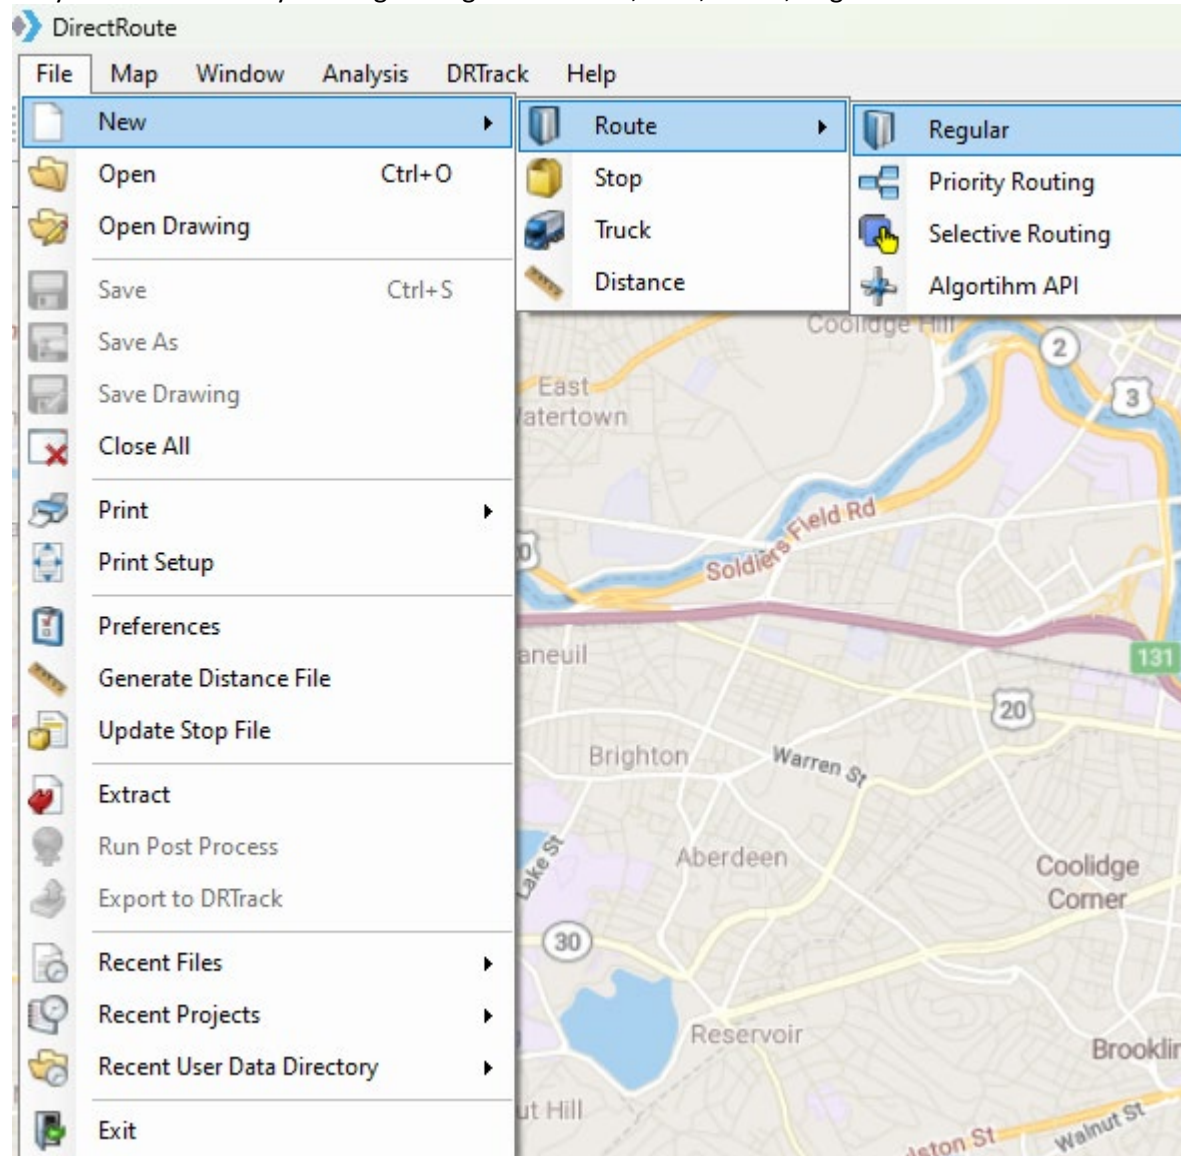 DirectRoute
File Map Window Analysis DRTrack Help
New
Open Ctrl+O
Open Drawing
Save Ctrl+S
Save As
Save Drawing
Close All
Print
Print Setup
Preferences
Generate Distance File
Update Stop File
Extract
Run Post Process
Export to DRTrack
Recent Files
Recent Projects
Recent User Data Directory
Exit
Route
Stop
Truck
Distance
Regular
Priority Routing
Selective Routing
Algortihm API
Coolidge Hill
2
3
East
atertown
Soldiers Field Rd
0
aneuil
131
20
Brighton
Warren St
Lake St
Aberdeen
Coolidge
Corner
30
Reservoir
Brooklin
ut Hill
lston St
Walnut St